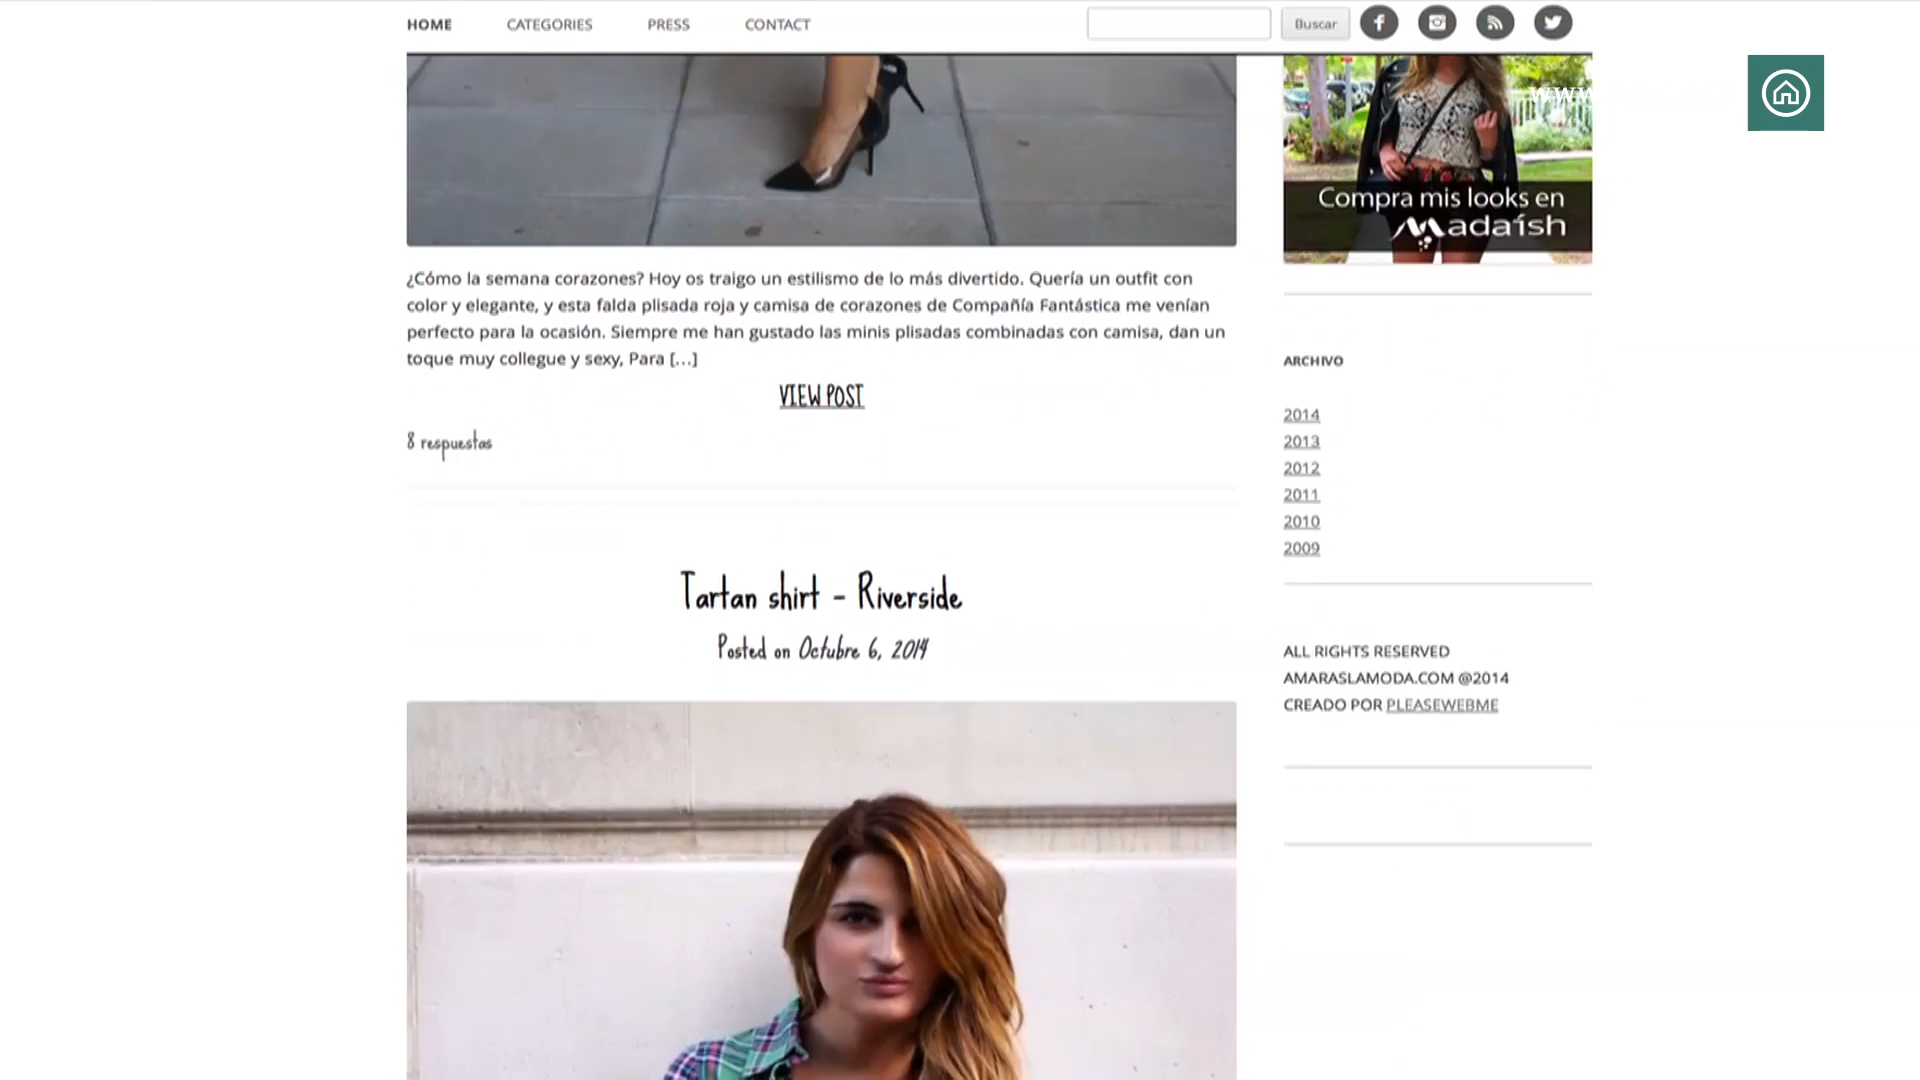 HOME CATEGORIES PRESS CONTACT Buscar
www
Compra mis looks en
Madaish
¿Cómo la semana corazones? Hoy os traigo un estilismo de lo más divertido. Quería un outfit con
color y elegante, y esta falda plisada roja y camisa de corazones de Compañía Fantástica me venían
perfecto para la ocasión. Siempre me han gustado las minis plisadas combinadas con camisa, dan un
toque muy collegue y sexy, Para [...]
VIEW POST
8 respuestas
Tartan shirt - Riverside
Posted on Octubre 6, 2014
ARCHIVO
2014
2013
2012
2011
2010
2009
ALL RIGHTS RESERVED
AMARASLAMODA.COM @2014
CREADO POR PLEASEWEBME